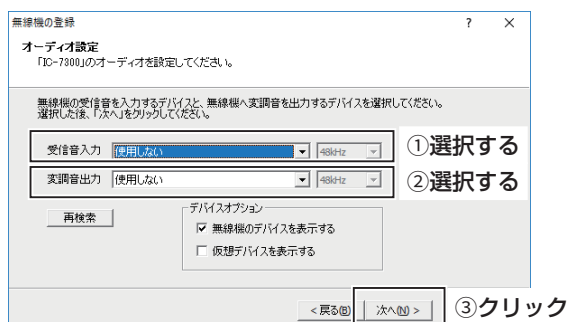 無線機の登録 ? ×
オーディオ設定
「IC-7300」のオーディオを設定してください。
無線機の受信音を入力するデバイスと、無線機へ変調音を出力するデバイスを選択してください。
選択した後、「次へ」をクリックしてください。
受信音入力 使用しない 48kHz ①選択する
変調音出力 使用しない 48kHz ②選択する
再検索
デバイスオプション
無線機のデバイスを表示する
仮想デバイスを表示する
< 戻る(B) 次へ(N) > ③クリック